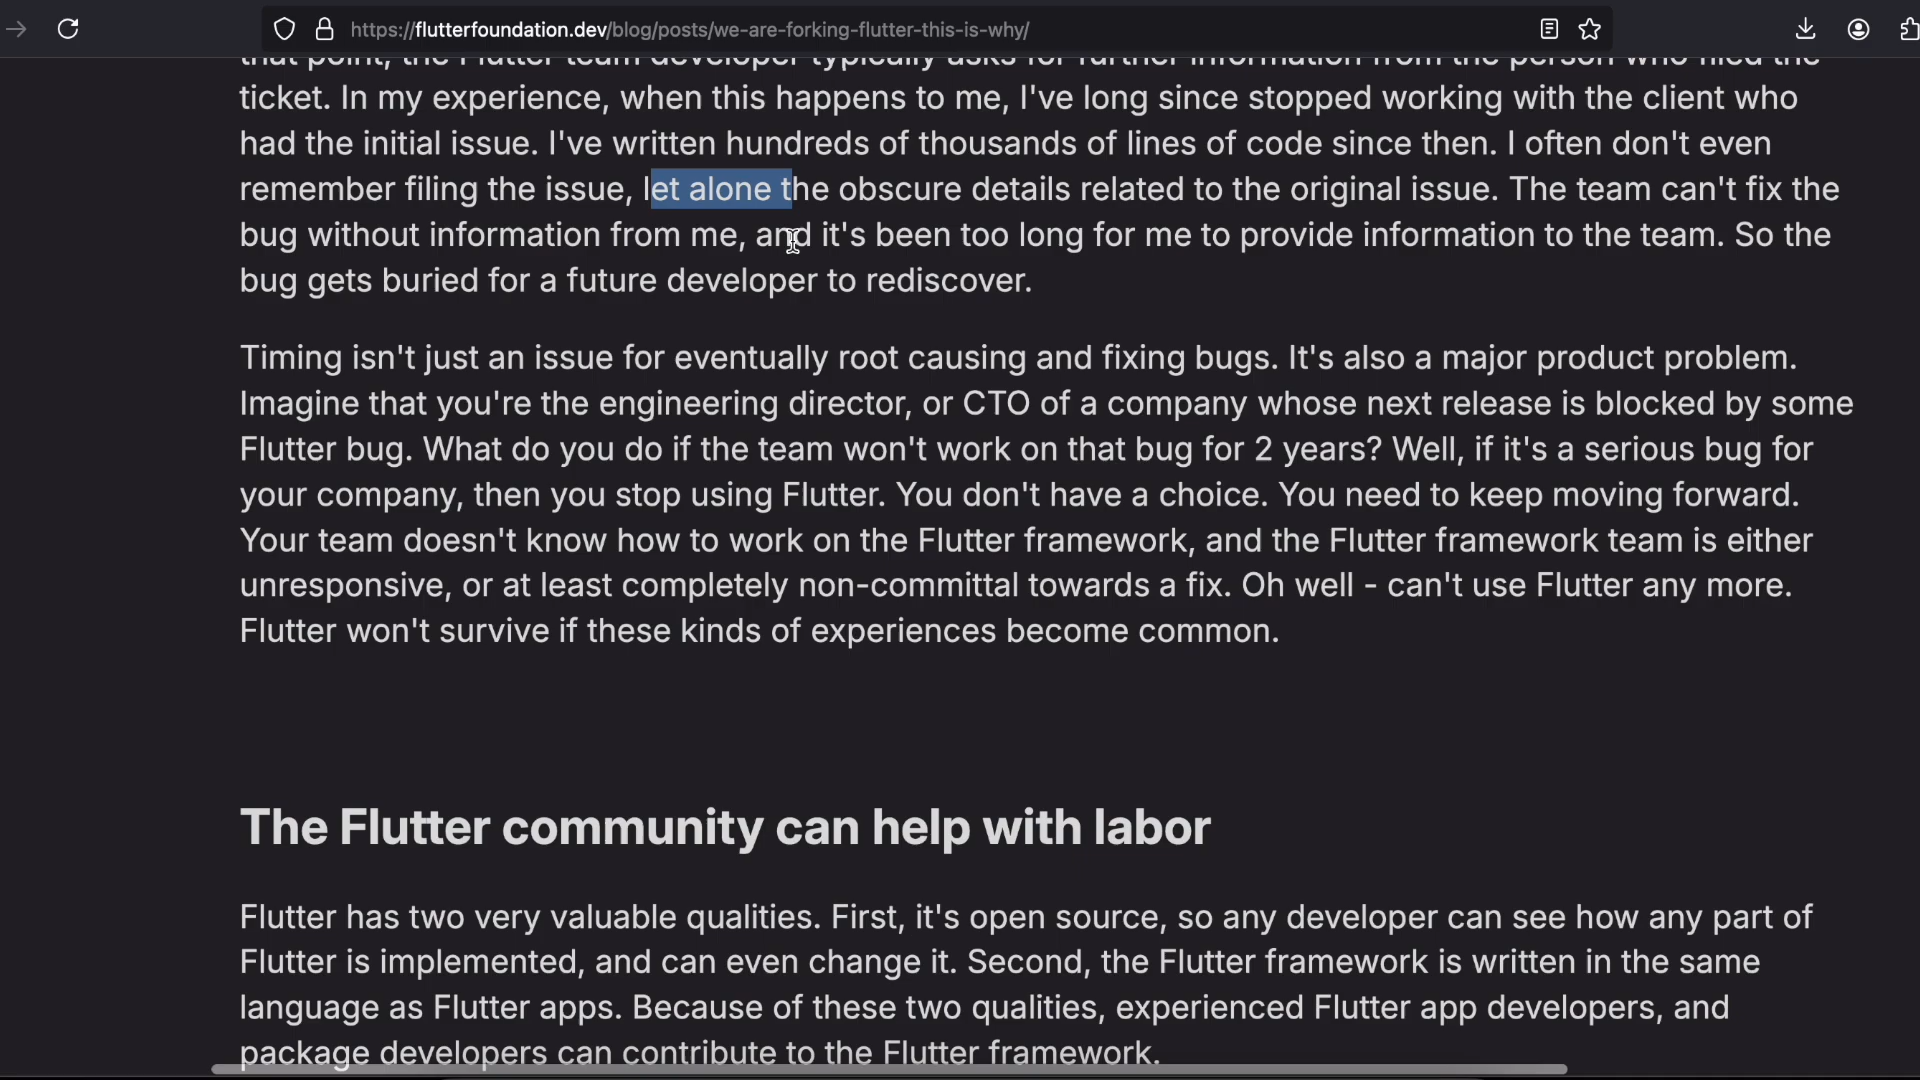 https://flutterfoundation.dev/blog/posts/we-are-forking-flutter-this-is-why/
that point, the Flutter team developer typically asks for further information from the person who filed the
ticket. In my experience, when this happens to me, I've long since stopped working with the client who
had the initial issue. I've written hundreds of thousands of lines of code since then. I often don't even
remember filing the issue, let alone the obscure details related to the original issue. The team can't fix the
bug without information from me, and it's been too long for me to provide information to the team. So the
bug gets buried for a future developer to rediscover.
Timing isn't just an issue for eventually root causing and fixing bugs. It's also a major product problem.
Imagine that you're the engineering director, or CTO of a company whose next release is blocked by some
Flutter bug. What do you do if the team won't work on that bug for 2 years? Well, if it's a serious bug for
your company, then you stop using Flutter. You don't have a choice. You need to keep moving forward.
Your team doesn't know how to work on the Flutter framework, and the Flutter framework team is either
unresponsive, or at least completely non-committal towards a fix. Oh well - can't use Flutter any more.
Flutter won't survive if these kinds of experiences become common.
The Flutter community can help with labor
Flutter has two very valuable qualities. First, it's open source, so any developer can see how any part of
Flutter is implemented, and can even change it. Second, the Flutter framework is written in the same
language as Flutter apps. Because of these two qualities, experienced Flutter app developers, and
package developers can contribute to the Flutter framework.